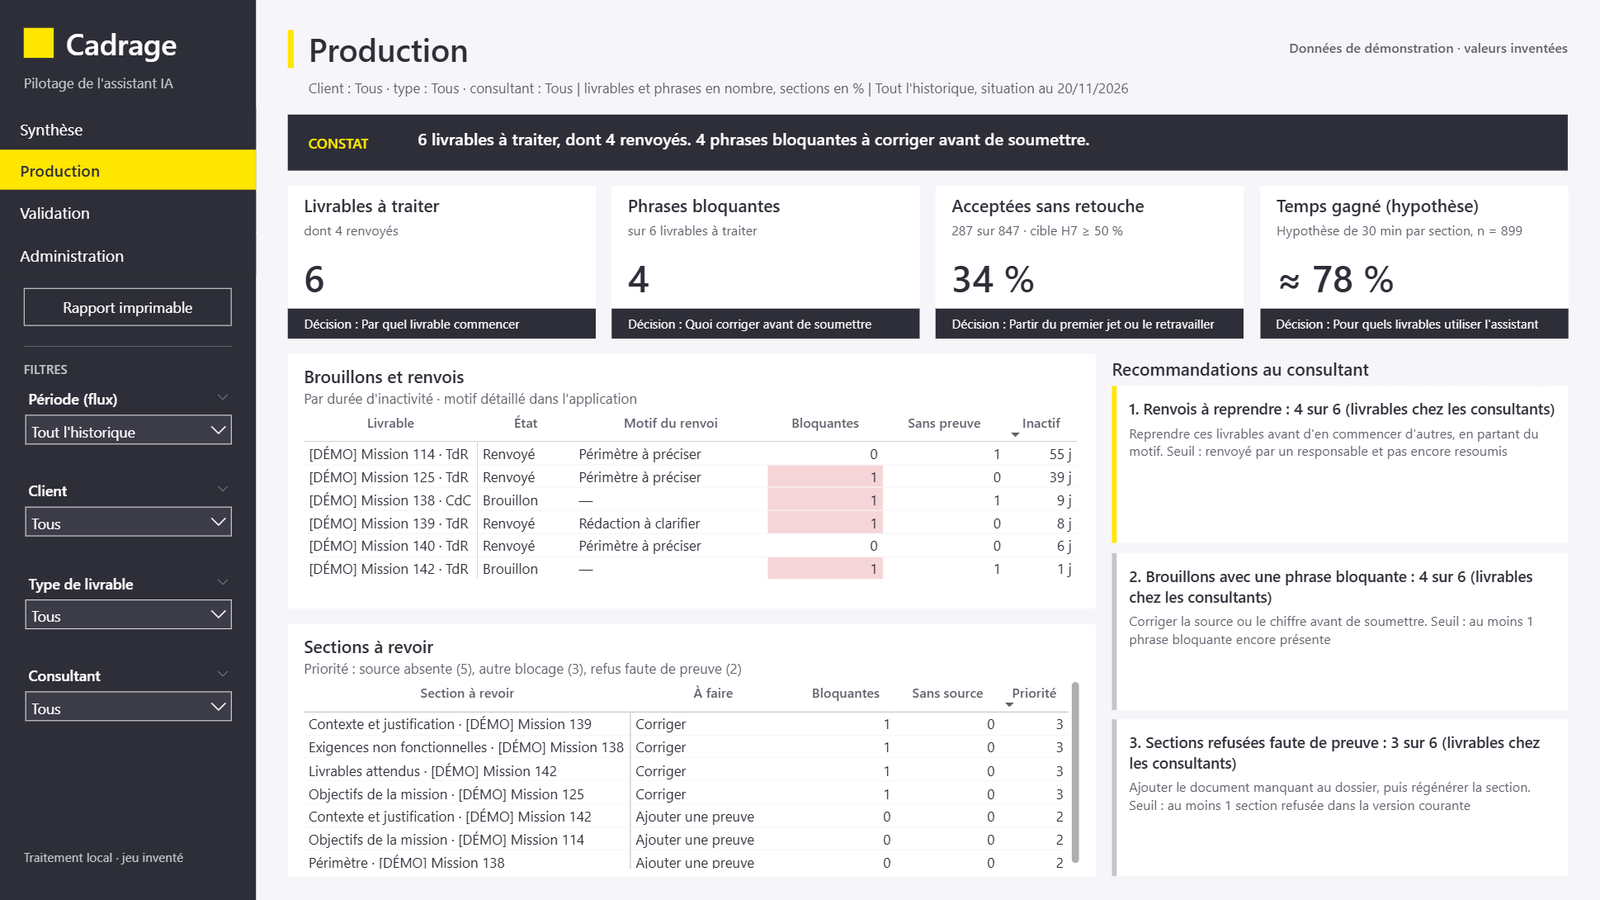 Cadrage
Pilotage de l'assistant IA
Synthèse
Production
Validation
Administration
Rapport imprimable
FILTRES
Période (flux)
Tout l'historique
Client
Tous
Type de livrable
Tous
Consultant
Tous
Traitement local · jeu inventé
Production
Données de démonstration · valeurs inventées
Client : Tous · type : Tous · consultant : Tous | livrables et phrases en nombre, sections en % | Tout l'historique, situation au 20/11/2026
CONSTAT 6 livrables à traiter, dont 4 renvoyés. 4 phrases bloquantes à corriger avant de soumettre.
Livrables à traiter
dont 4 renvoyés
6
Décision : Par quel livrable commencer
Phrases bloquantes
sur 6 livrables à traiter
4
Décision : Quoi corriger avant de soumettre
Acceptées sans retouche
287 sur 847 · cible H7 ≥ 50 %
34 %
Décision : Partir du premier jet ou le retravailler
Temps gagné (hypothèse)
Hypothèse de 30 min par section, n = 899
≈ 78 %
Décision : Pour quels livrables utiliser l'assistant
Brouillons et renvois
Par durée d'inactivité · motif détaillé dans l'application
Livrable État Motif du renvoi Bloquantes Sans preuve Inactif
[DÉMO] Mission 114 · TdR Renvoyé Périmètre à préciser 0 1 55 j
[DÉMO] Mission 125 · TdR Renvoyé Périmètre à préciser 1 0 39 j
[DÉMO] Mission 138 · CdC Brouillon — 1 1 9 j
[DÉMO] Mission 139 · TdR Renvoyé Rédaction à clarifier 1 0 8 j
[DÉMO] Mission 140 · TdR Renvoyé Périmètre à préciser 0 0 6 j
[DÉMO] Mission 142 · TdR Brouillon — 1 1 1 j
Sections à revoir
Priorité : source absente (5), autre blocage (3), refus faute de preuve (2)
Section à revoir À faire Bloquantes Sans source Priorité
Contexte et justification · [DÉMO] Mission 139 Corriger 1 0 3
Exigences non fonctionnelles · [DÉMO] Mission 138 Corriger 1 0 3
Livrables attendus · [DÉMO] Mission 142 Corriger 1 0 3
Objectifs de la mission · [DÉMO] Mission 125 Corriger 1 0 3
Contexte et justification · [DÉMO] Mission 142 Ajouter une preuve 0 0 2
Objectifs de la mission · [DÉMO] Mission 114 Ajouter une preuve 0 0 2
Périmètre · [DÉMO] Mission 138 Ajouter une preuve 0 0 2
Recommandations au consultant
1. Renvois à reprendre : 4 sur 6 (livrables chez les consultants)
Reprendre ces livrables avant d'en commencer d'autres, en partant du
motif. Seuil : renvoyé par un responsable et pas encore resoumis
2. Brouillons avec une phrase bloquante : 4 sur 6 (livrables
chez les consultants)
Corriger la source ou le chiffre avant de soumettre. Seuil : au moins 1
phrase bloquante encore présente
3. Sections refusées faute de preuve : 3 sur 6 (livrables chez
les consultants)
Ajouter le document manquant au dossier, puis régénérer la section.
Seuil : au moins 1 section refusée dans la version courante